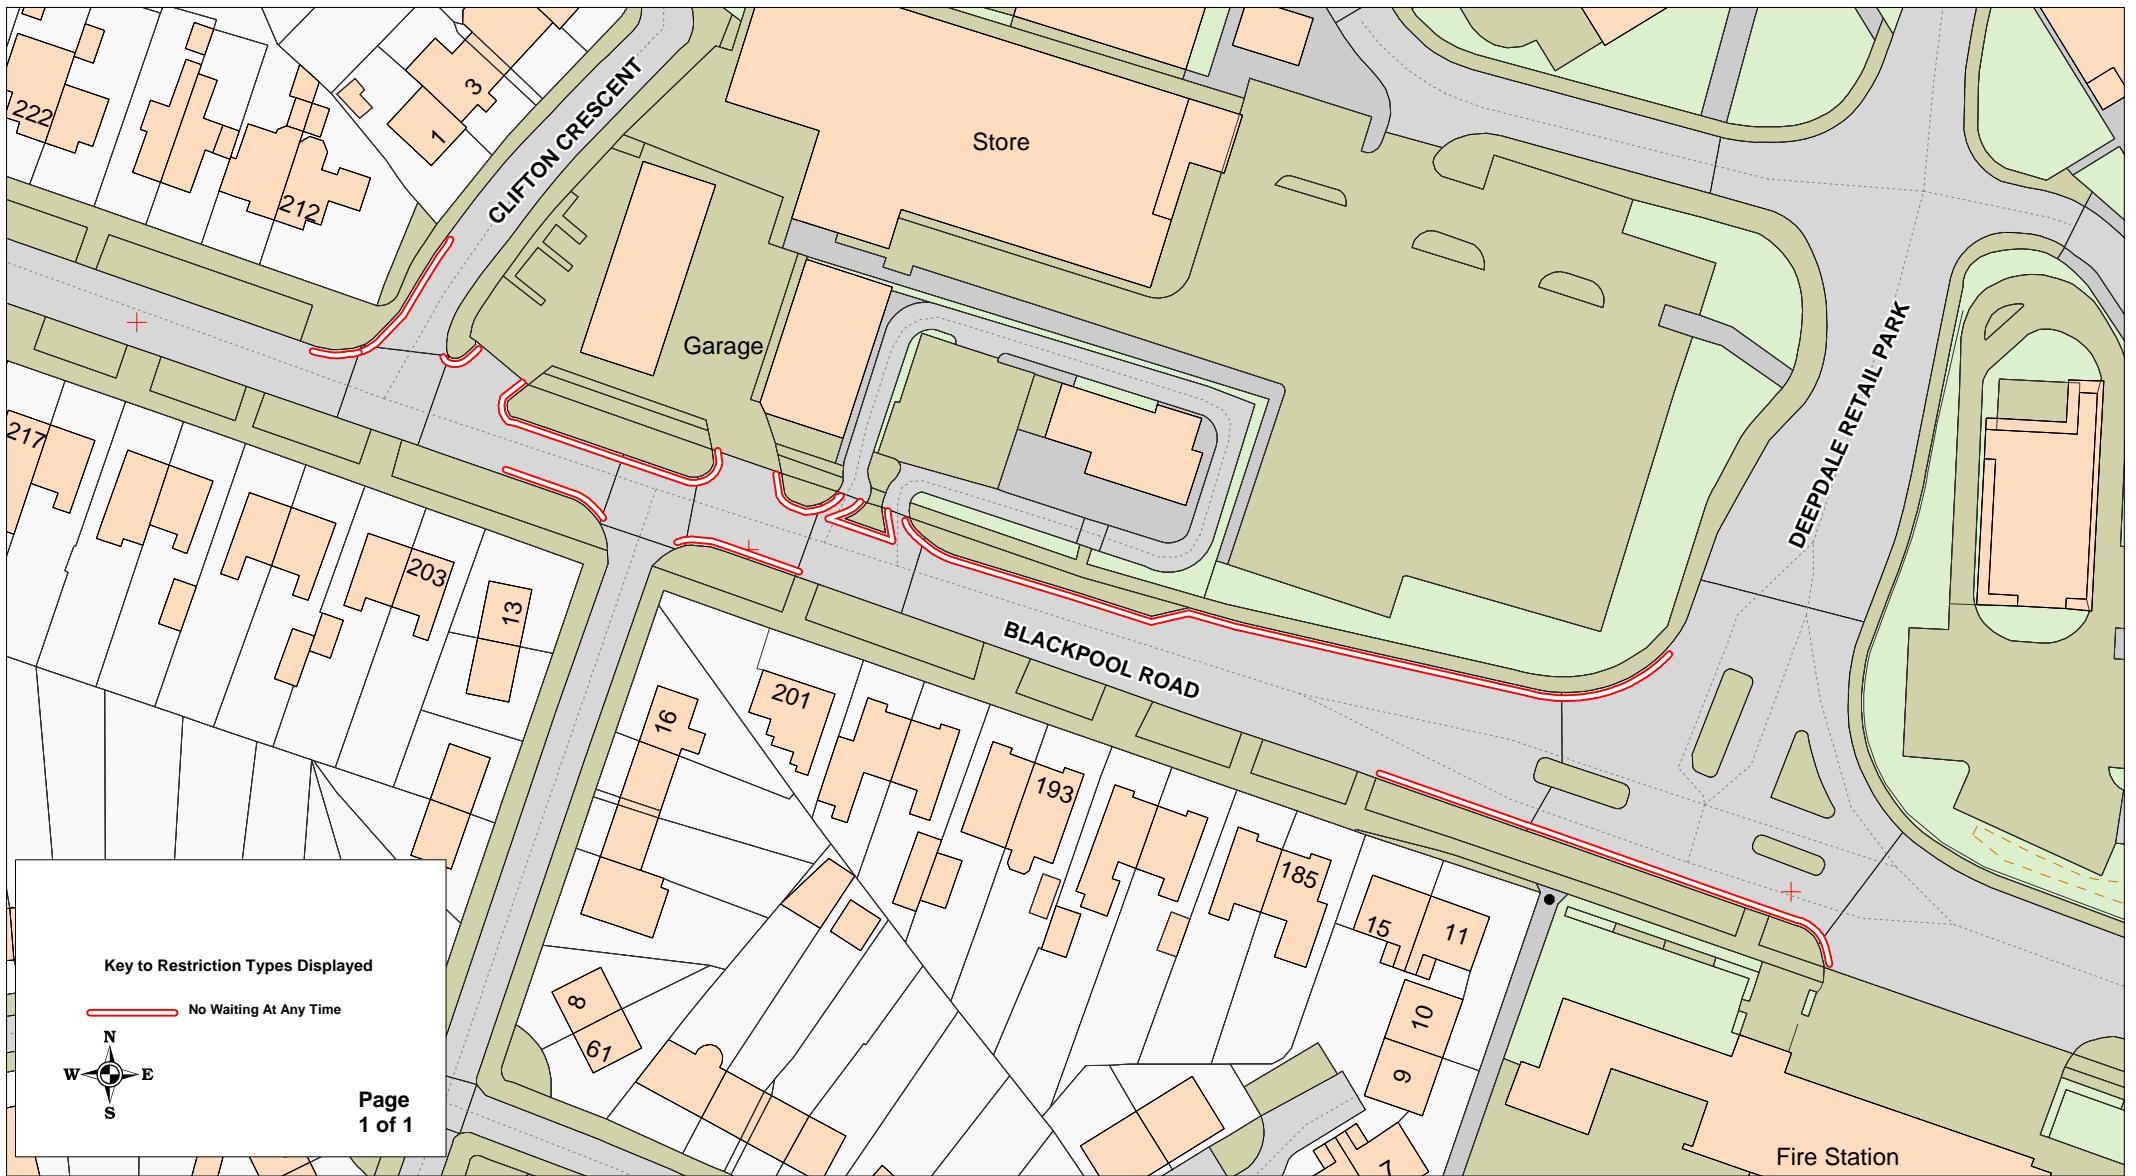 222
3
1
212
CLIFTON CRESCENT
Store
Garage
DEEPDALE RETAIL PARK
217
203
13
BLACKPOOL ROAD
201
16
193
185
15
11
8
61
10
9
7
Fire Station
Key to Restriction Types Displayed
No Waiting At Any Time
N
W E
S
Page
1 of 1